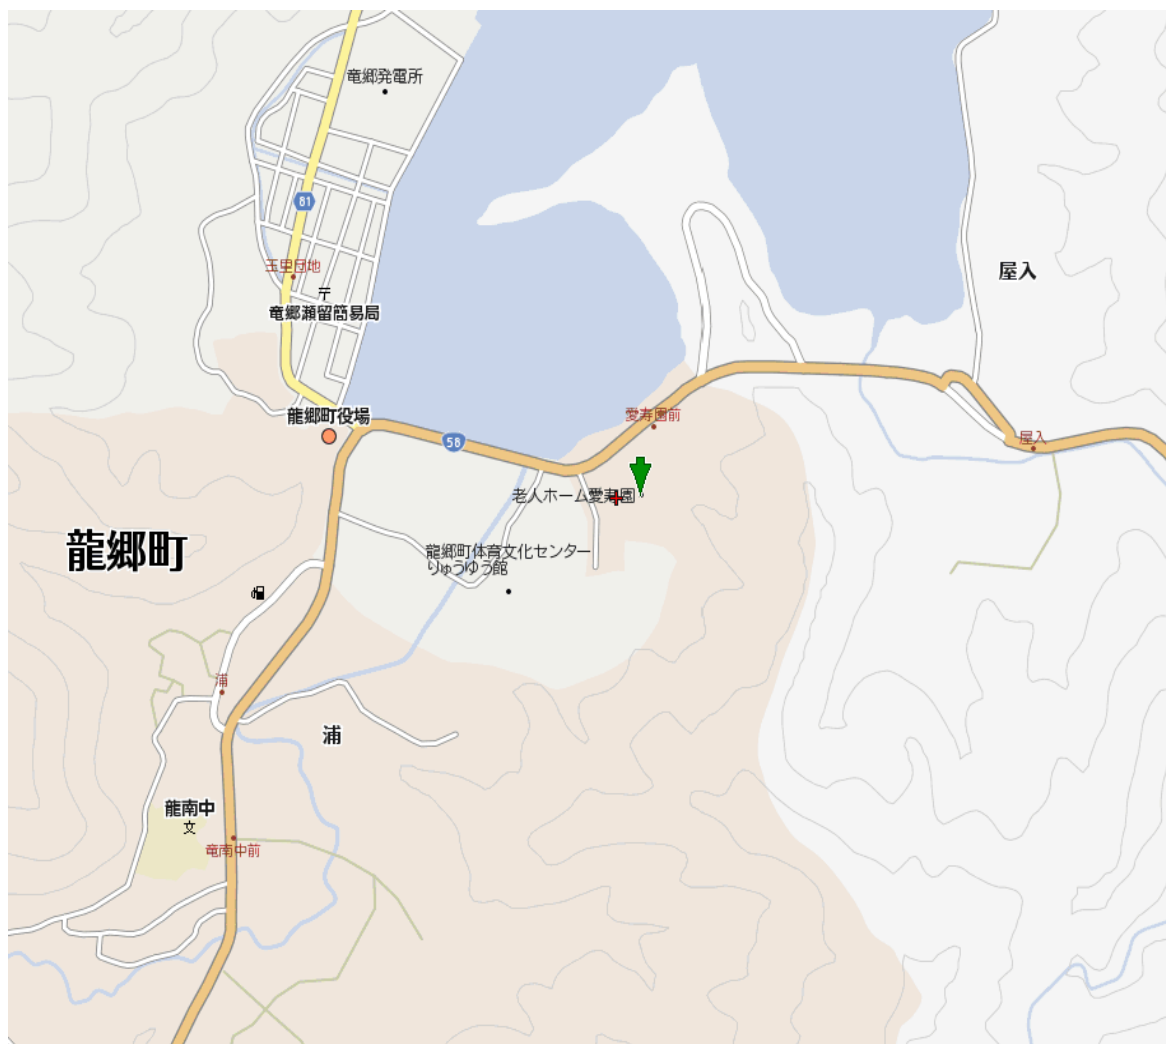 竜郷発電所
81
玉里団地
屋入
〒
竜郷瀬留簡易局
龍郷町役場
愛寿園前
58
屋入
老人ホーム愛寿園
龍郷町
龍郷町体育文化センター
りゅうゆう館
浦
浦
龍南中
文
竜南中前